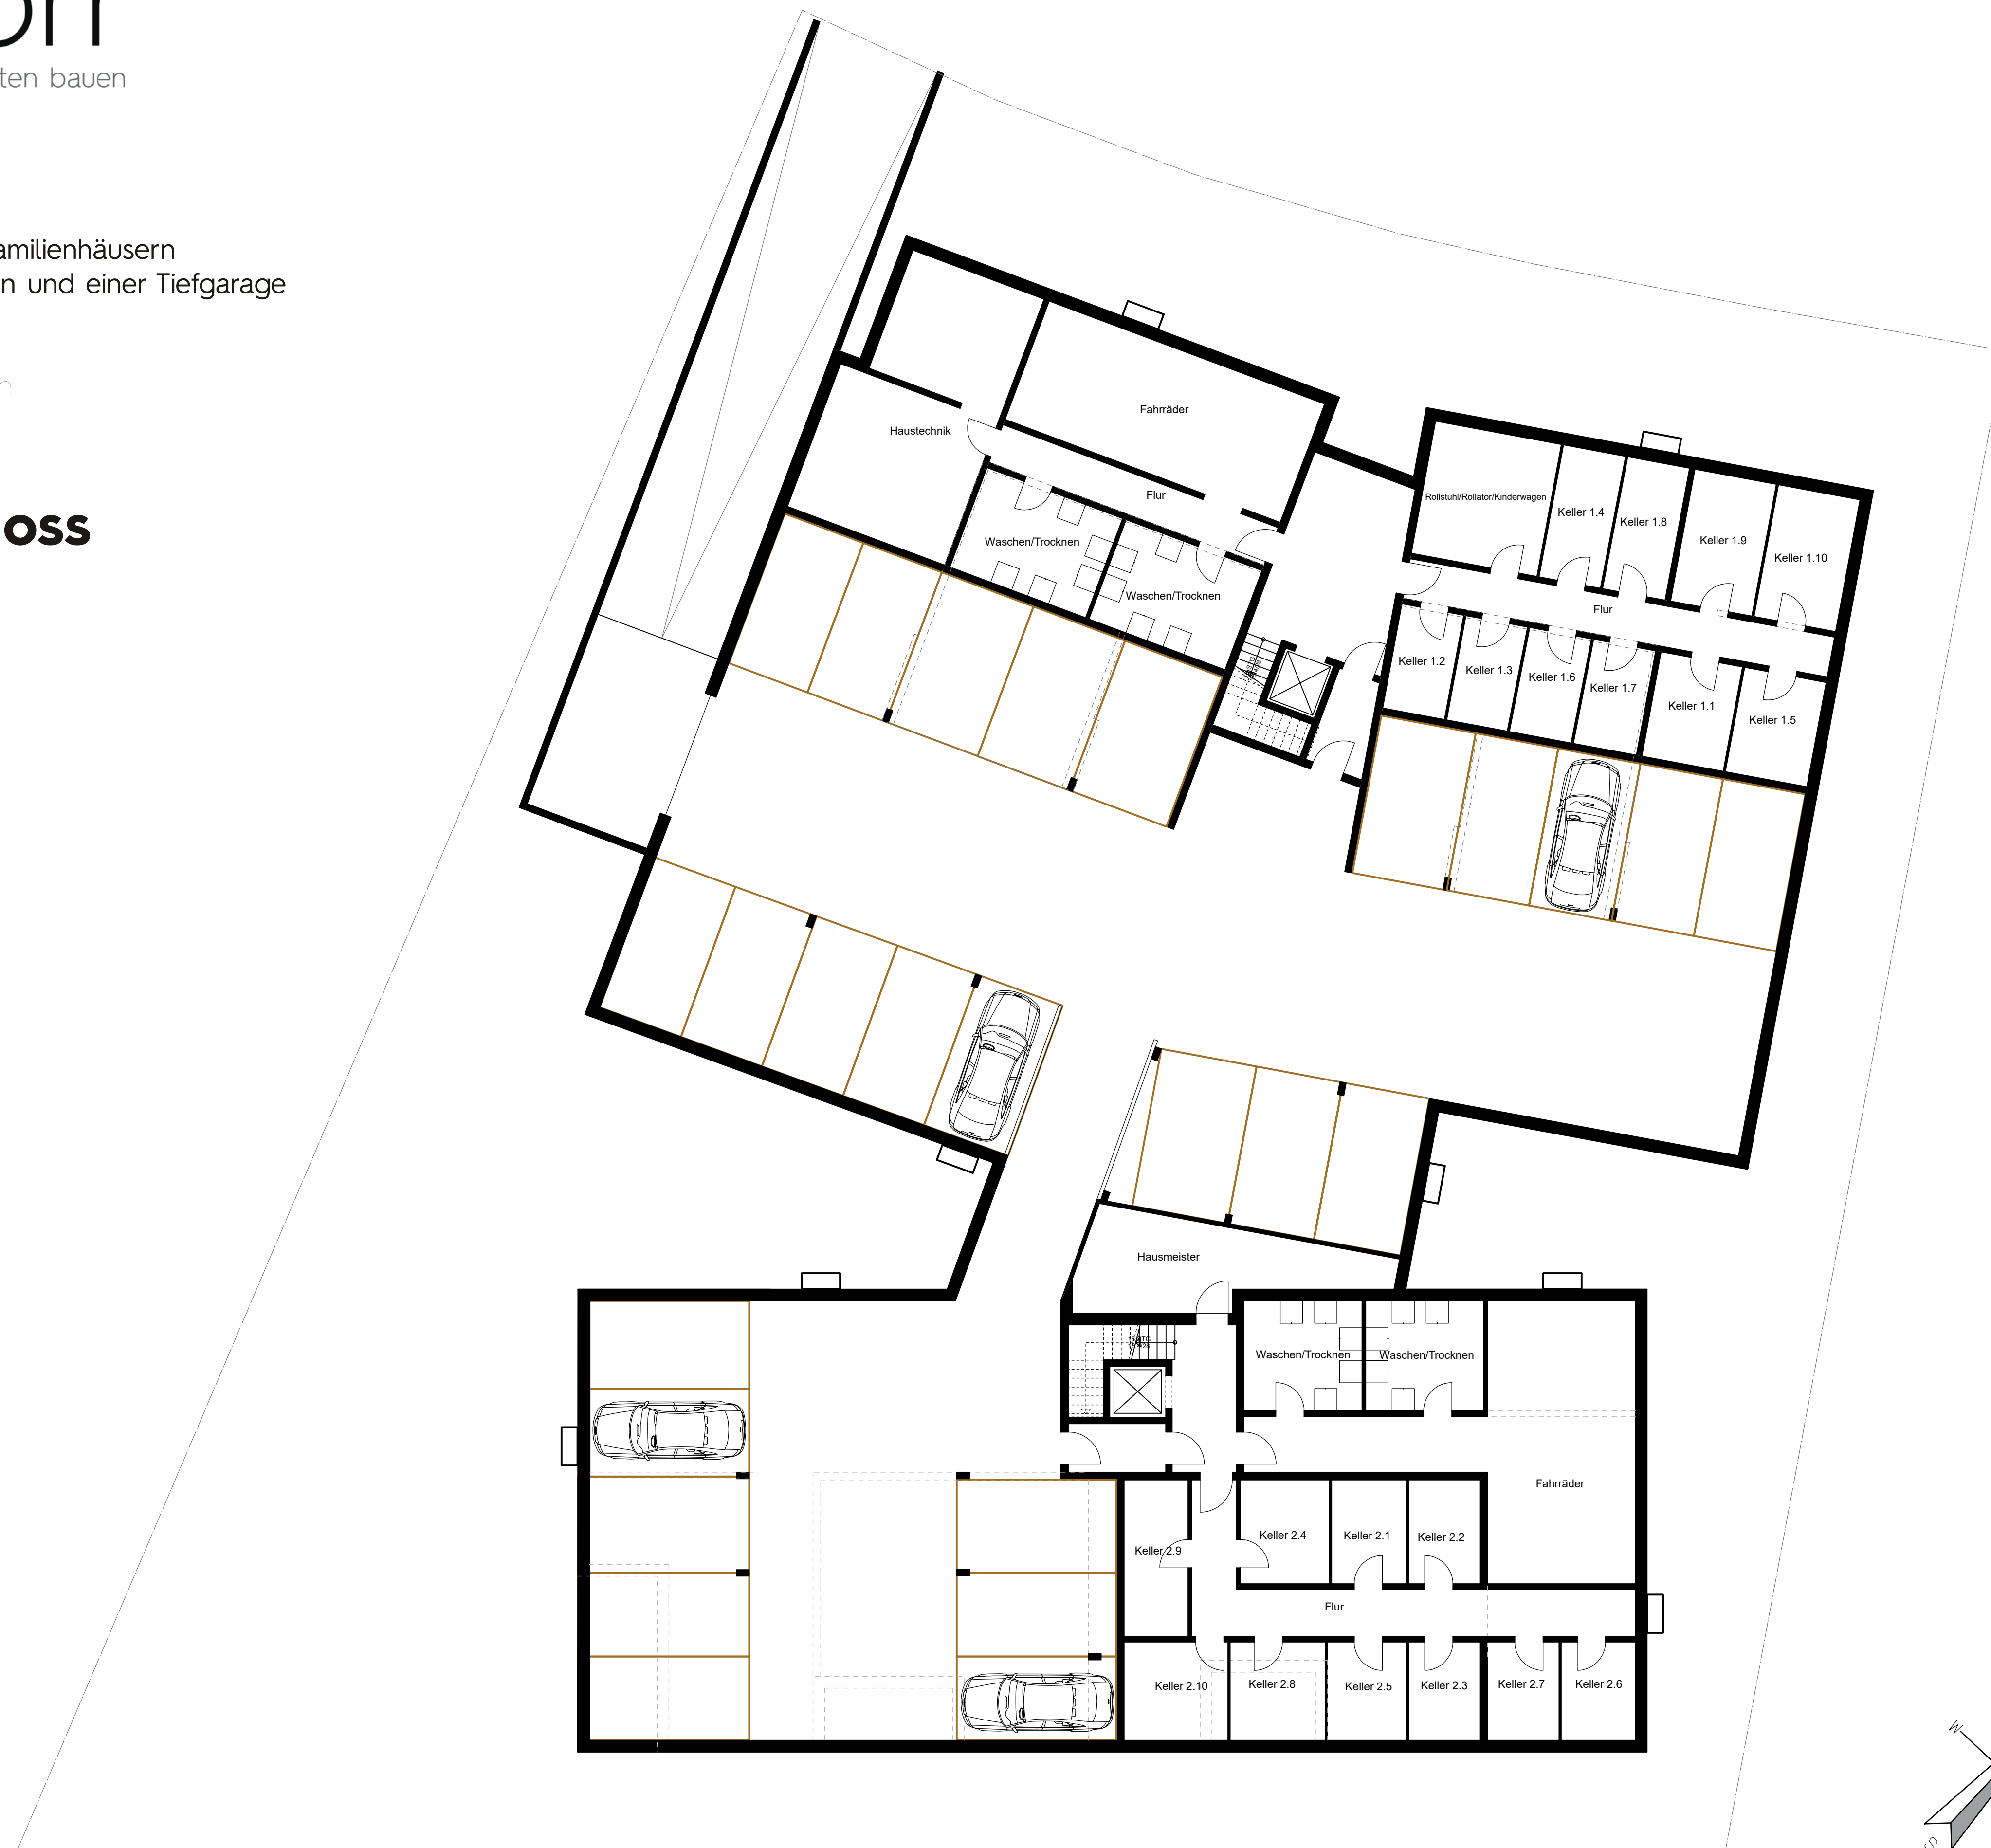 ten bauen
amilienhäusern
n und einer Tiefgarage
oss
Fahrräder
Haustechnik
Flur
Waschen/Trocknen
Waschen/Trocknen
Rollstuhl/Rollator/Kinderwagen
Keller 1.4
Keller 1.8
Keller 1.9
Keller 1.10
Flur
Keller 1.2
Keller 1.3
Keller 1.6
Keller 1.7
Keller 1.1
Keller 1.5
Hausmeister
Waschen/Trocknen
Waschen/Trocknen
Fahrräder
Keller 2.9
Keller 2.4
Keller 2.1
Keller 2.2
Flur
Keller 2.10
Keller 2.8
Keller 2.5
Keller 2.3
Keller 2.7
Keller 2.6
W
S